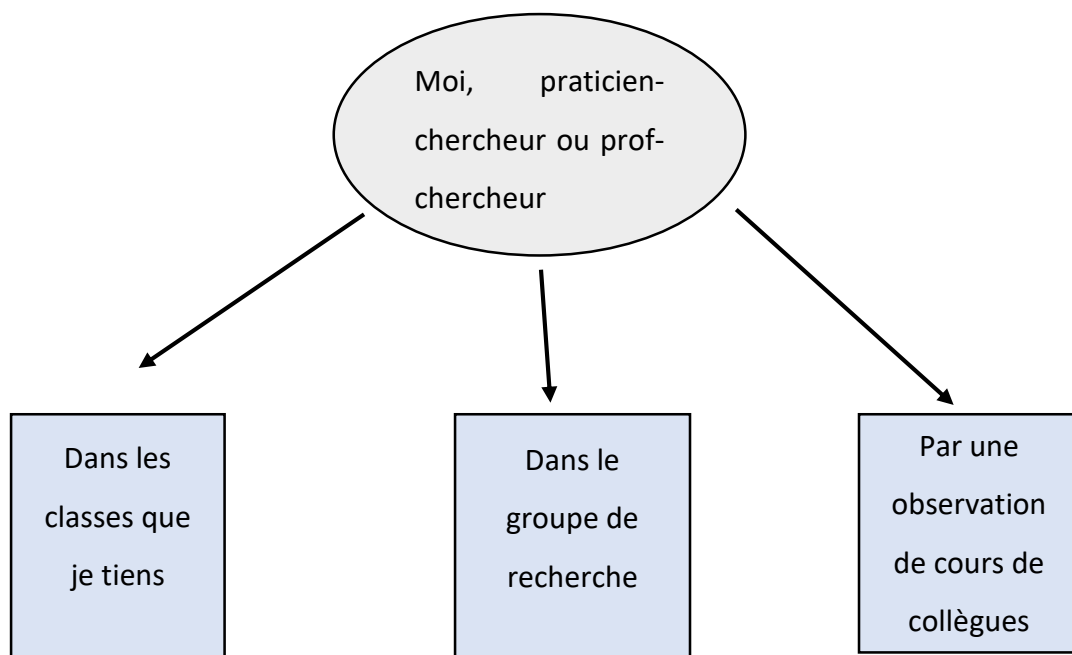 Moi, praticien-
chercheur ou prof-
chercheur
Dans les
classes que
je tiens
Dans le
groupe de
recherche
Par une
observation
de cours de
collègues